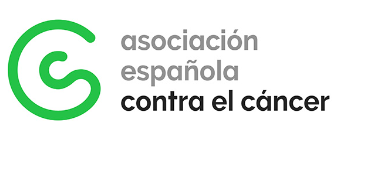 asociación
española
contra el cáncer